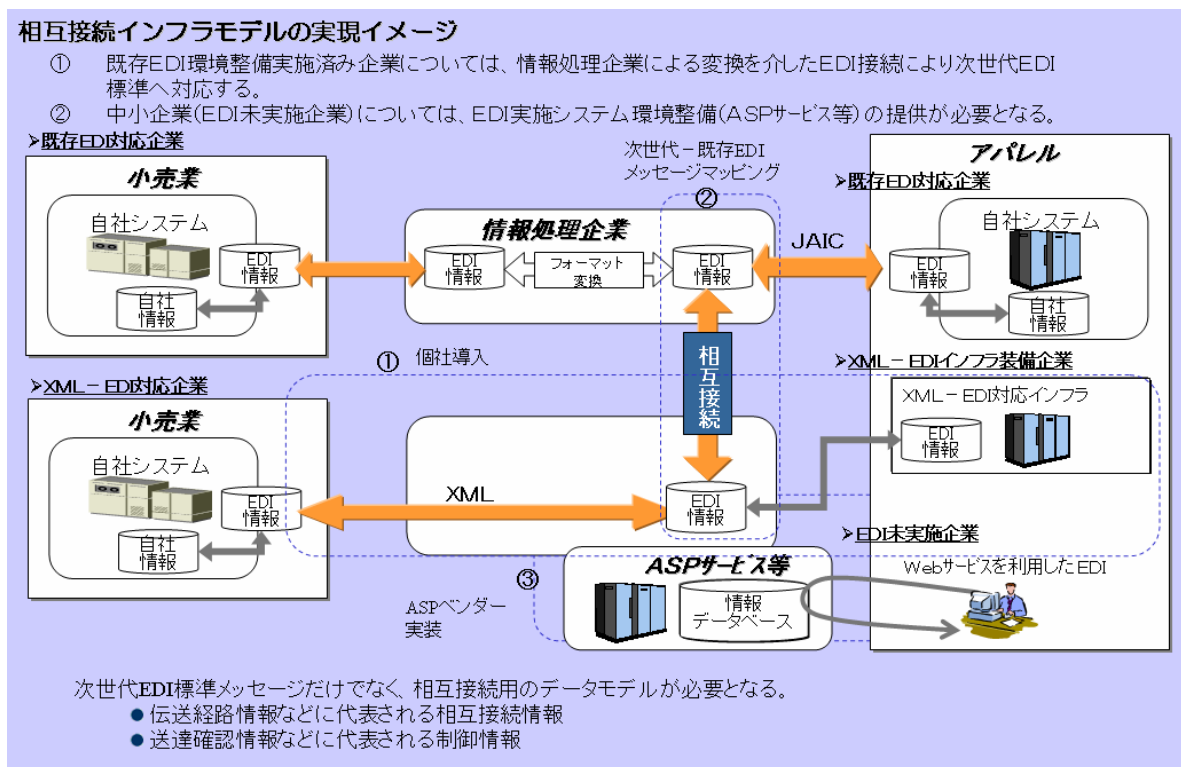 相互接続インフラモデルの実現イメージ
① 既存EDI環境整備実施済み企業については、情報処理企業による変換を介したEDI接続により次世代EDI
標準へ対応する。
② 中小企業(EDI未実施企業)については、EDI実施システム環境整備(ASPサービス等)の提供が必要となる。
➢既存EDI対応企業
小売業
自社システム
EDI
情報
自社
情報
情報処理企業
EDI
情報
フォーマット
変換
EDI
情報
次世代－既存EDI
メッセージマッピング
②
JAIC
アパレル
➢既存EDI対応企業
自社システム
EDI
情報
自社
情報
① 個社導入
相互接続
➢XML－EDI対応企業
小売業
自社システム
EDI
情報
自社
情報
XML
EDI
情報
➢XML－EDIインフラ装備企業
XML－EDI対応インフラ
EDI
情報
➢EDI未実施企業
Webサービスを利用したEDI
③
ASPベンダー
実装
ASPサービス等
情報
データベース
次世代EDI標準メッセージだけでなく、相互接続用のデータモデルが必要となる。
● 伝送経路情報などに代表される相互接続情報
● 送達確認情報などに代表される制御情報